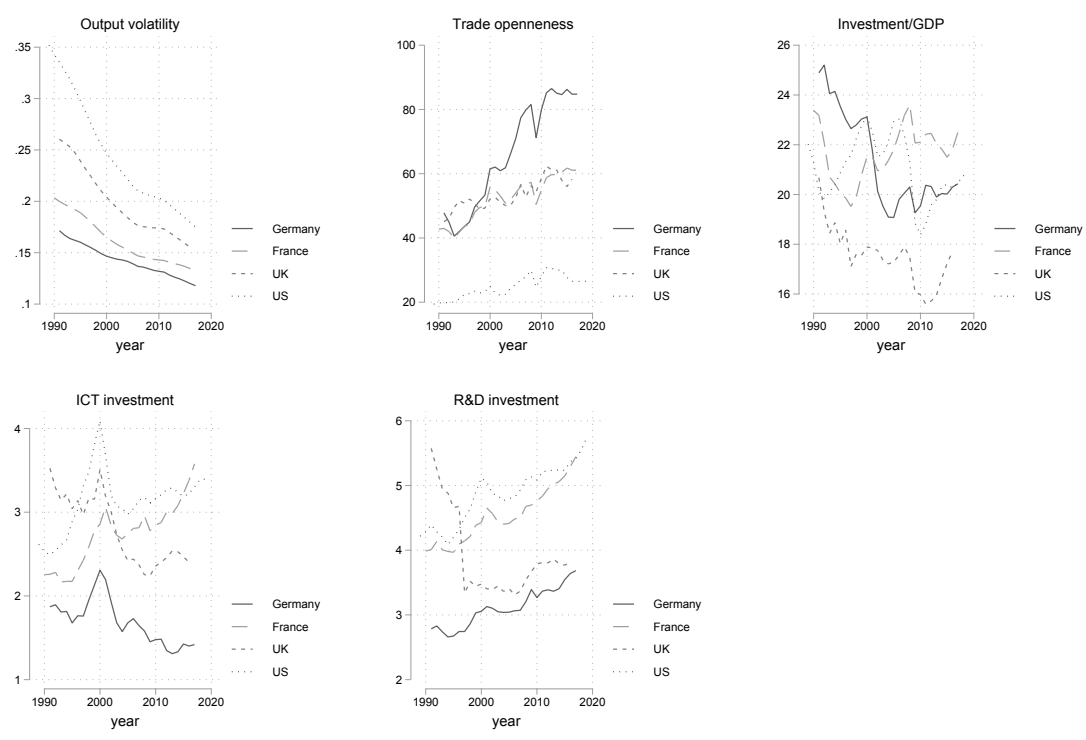 Output volatility
.35
.3
.25
.2
.15
.1
1990 2000 2010 2020
year
Germany
France
UK
US
Trade openness
100
80
60
40
20
1990 2000 2010 2020
year
Germany
France
UK
US
Investment/GDP
26
24
22
20
18
16
1990 2000 2010 2020
year
Germany
France
UK
US
ICT investment
4
3
2
1
1990 2000 2010 2020
year
Germany
France
UK
US
R&D investment
6
5
4
3
2
1990 2000 2010 2020
year
Germany
France
UK
US